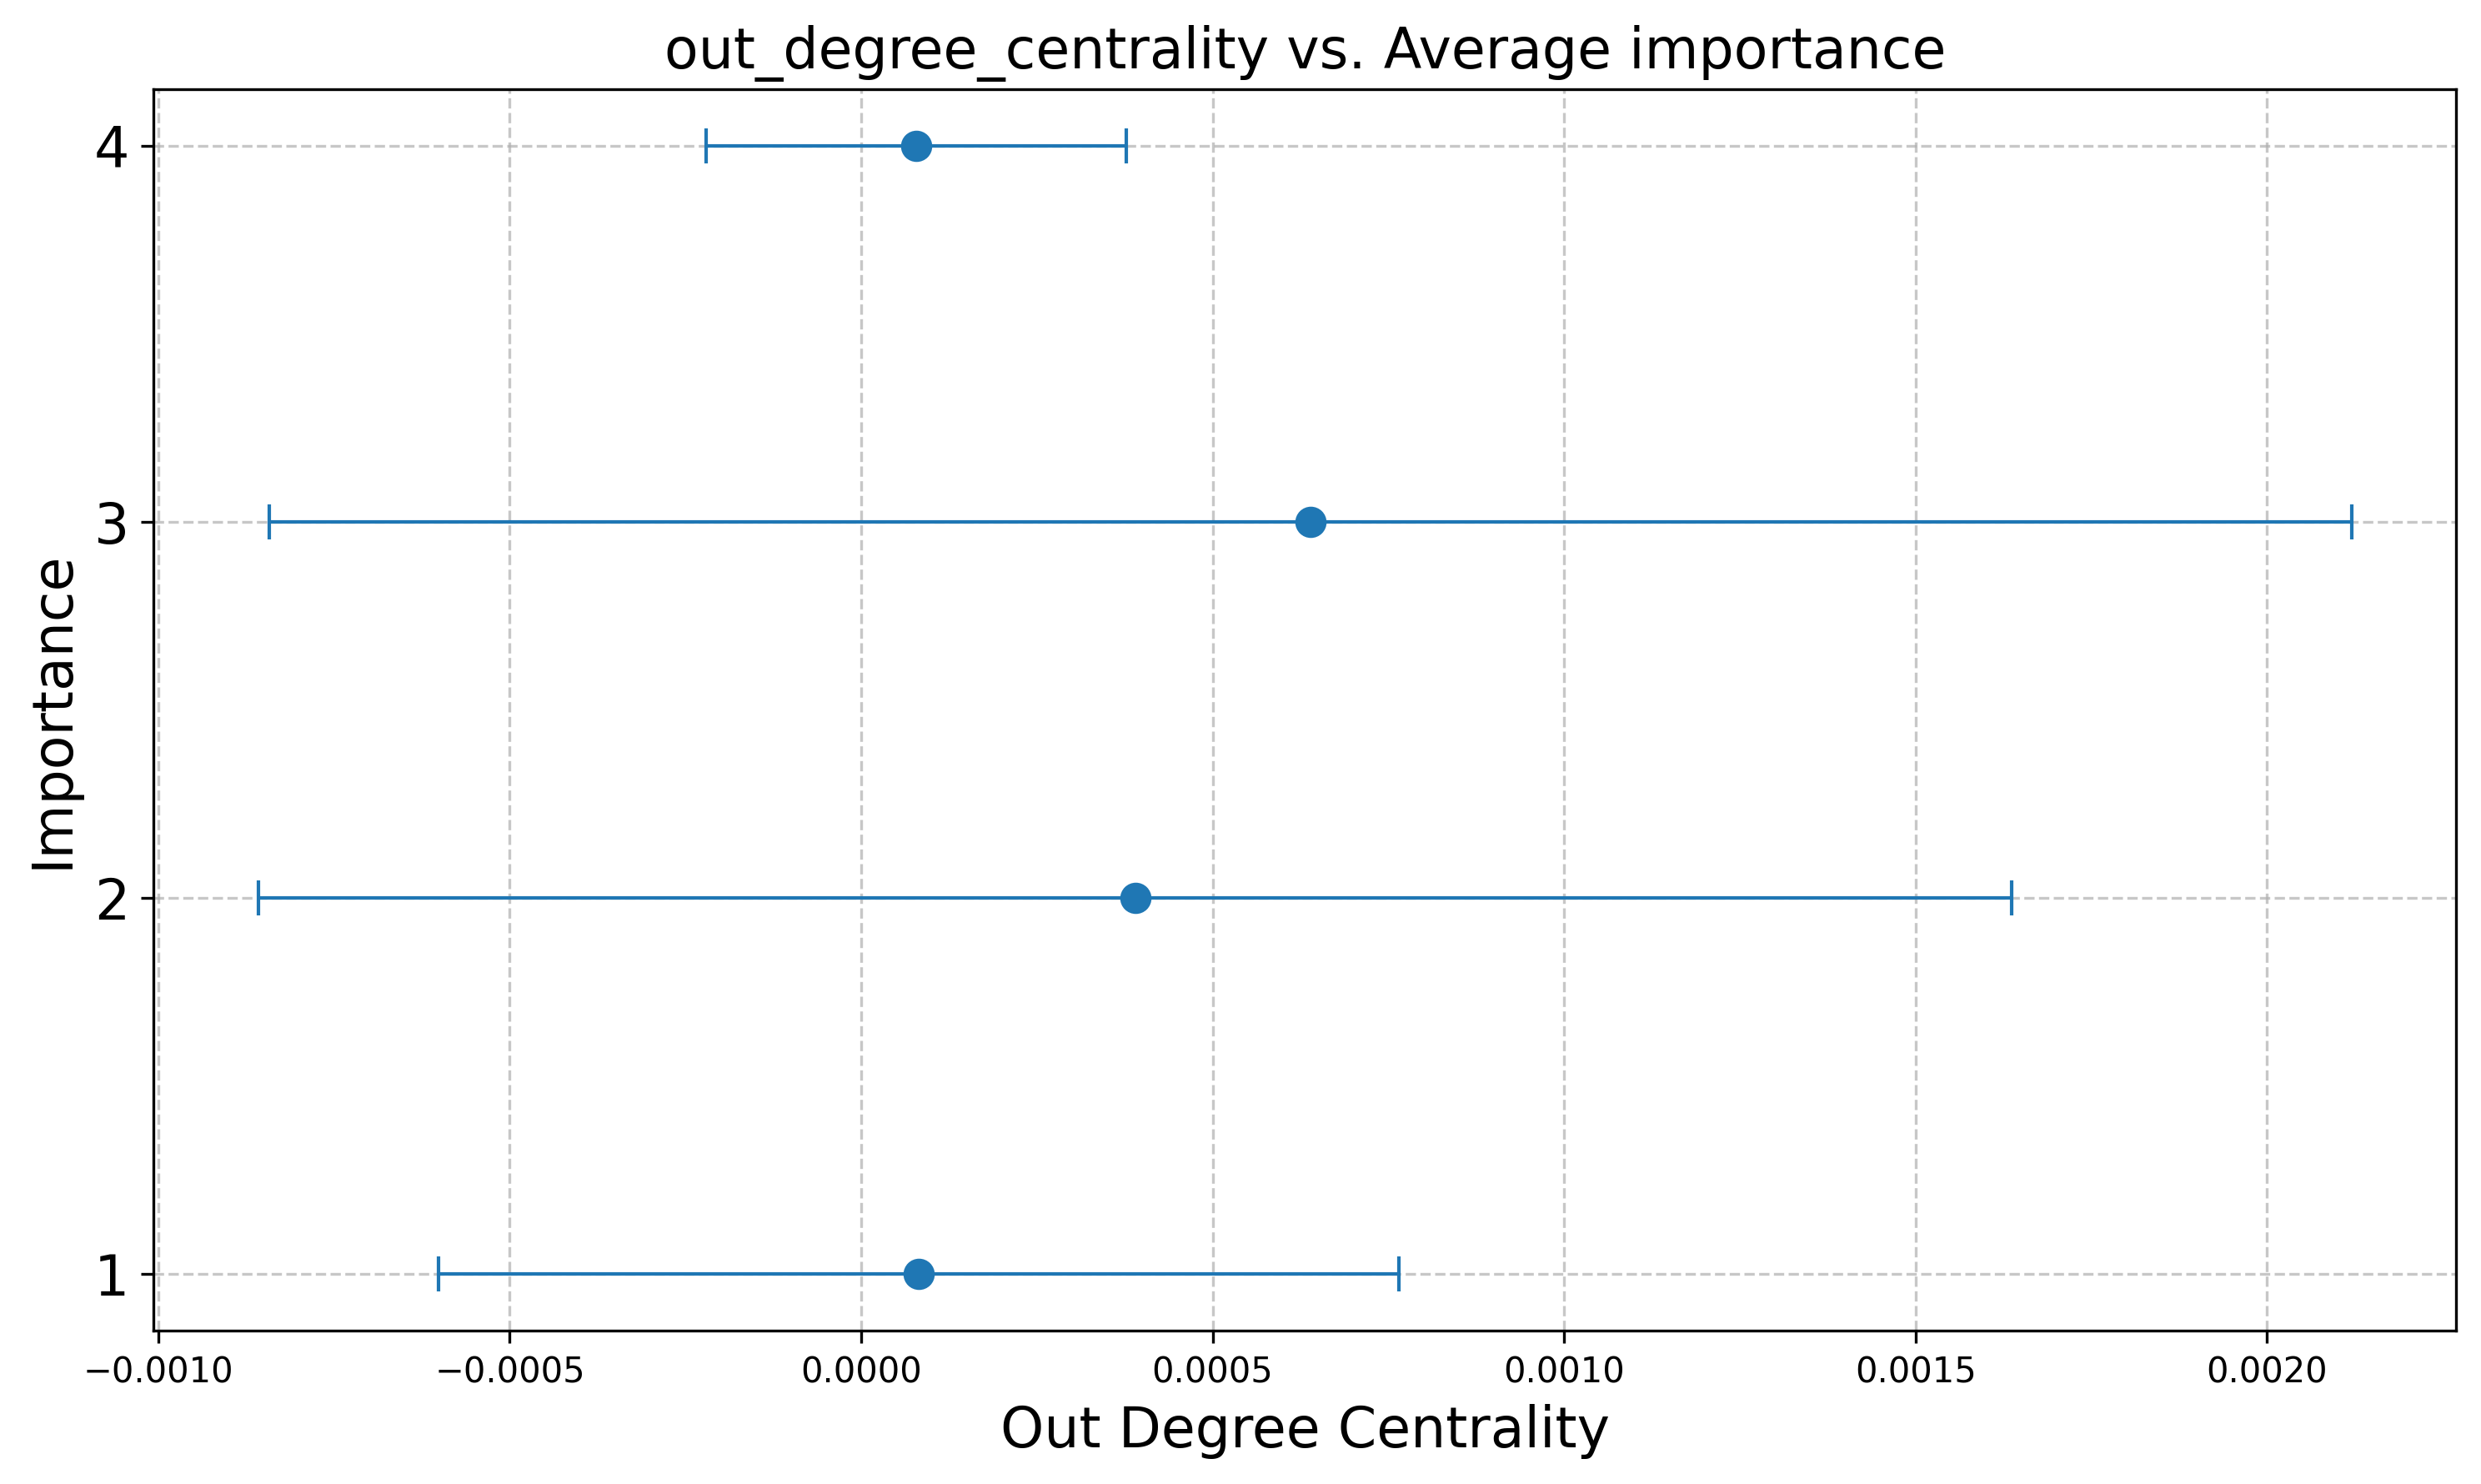 out_degree_centrality vs. Average importance
4
3
2
1
Importance
−0.0010 −0.0005 0.0000 0.0005 0.0010 0.0015 0.0020
Out Degree Centrality